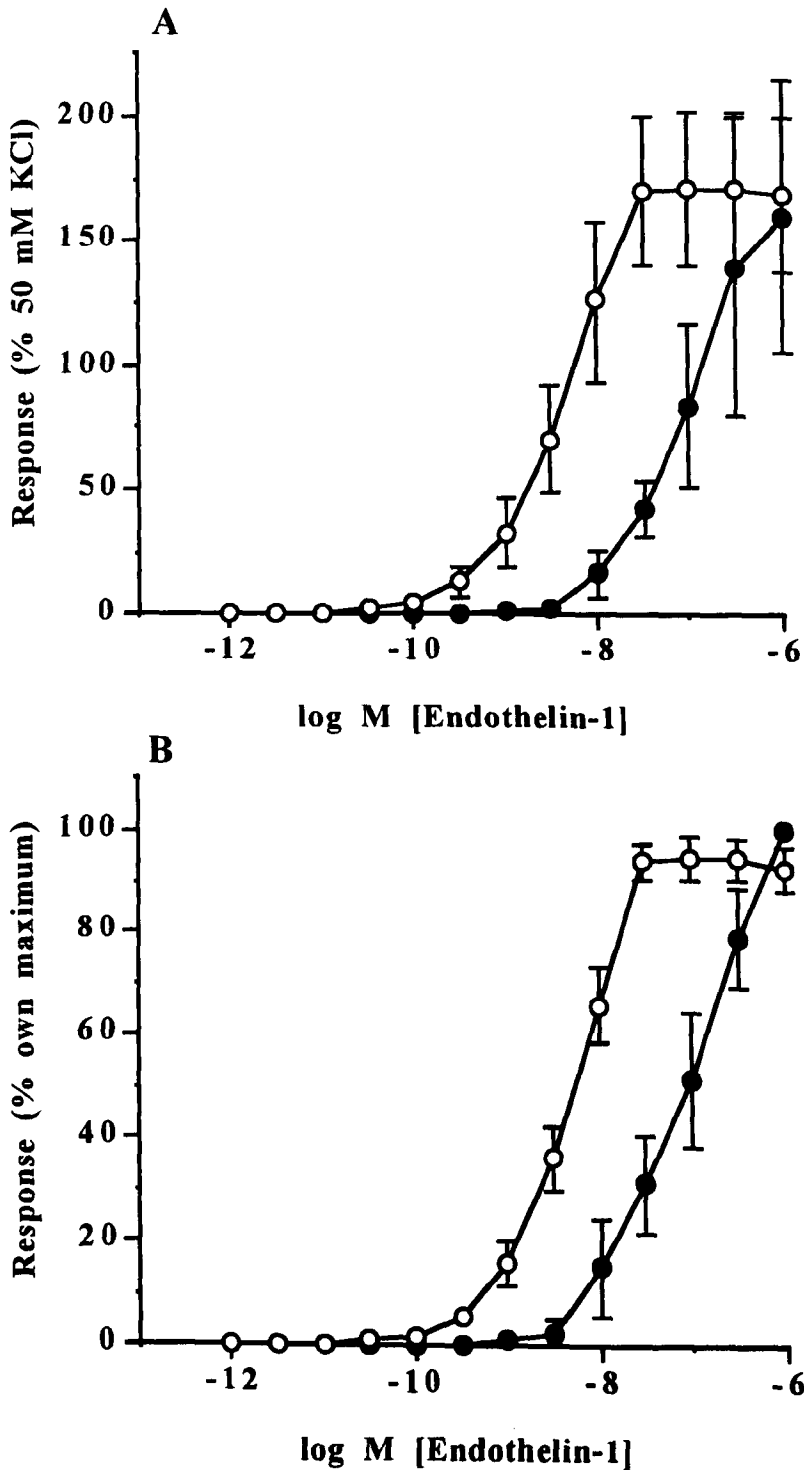 A
Response (% 50 mM KCl)
200
150
100
50
0
-12 -10 -8 -6
log M [Endothelin-1]
B
Response (% own maximum)
100
80
60
40
20
0
-12 -10 -8 -6
log M [Endothelin-1]